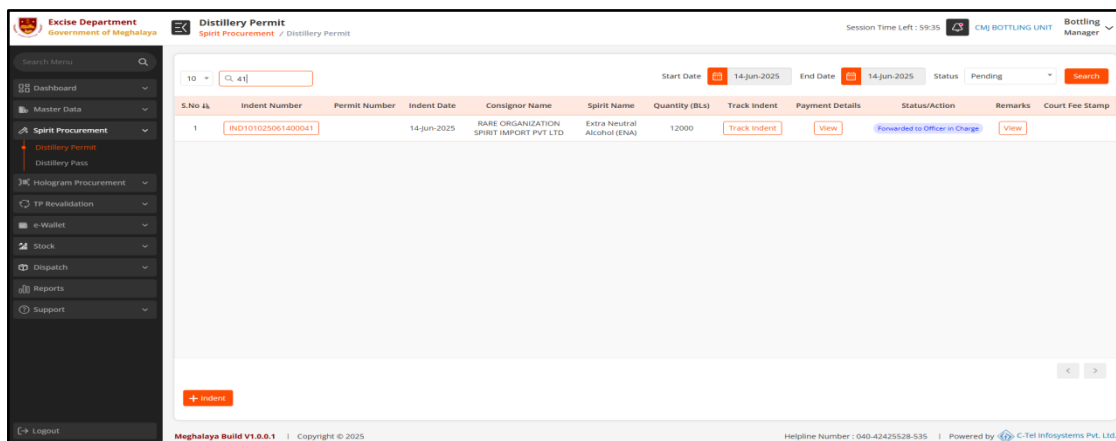 Excise Department
Government of Meghalaya
Distillery Permit
Spirit Procurement / Distillery Permit
Session Time Left : 59:35
CMJ BOTTLING UNIT
Bottling
Manager
Search Menu
Dashboard
Master Data
Spirit Procurement
Distillery Permit
Distillery Pass
Hologram Procurement
TP Revalidation
e-Wallet
Stock
Dispatch
Reports
Support
Logout
10
41
Start Date 14-Jun-2025 End Date 14-Jun-2025 Status Pending Search
S.No Indent Number Permit Number Indent Date Consignor Name Spirit Name Quantity (BLs) Track Indent Payment Details Status/Action Remarks Court Fee Stamp
1 IND101025061400041 14-Jun-2025 RARE ORGANIZATION SPIRIT IMPORT PVT LTD Extra Neutral Alcohol (ENA) 12000 Track Indent View Forwarded to Officer in Charge View
+ Indent
Meghalaya Build V1.0.0.1 | Copyright © 2025
Helpline Number : 040-42425528-535 | Powered by C-Tel Infosystems Pvt. Ltd.